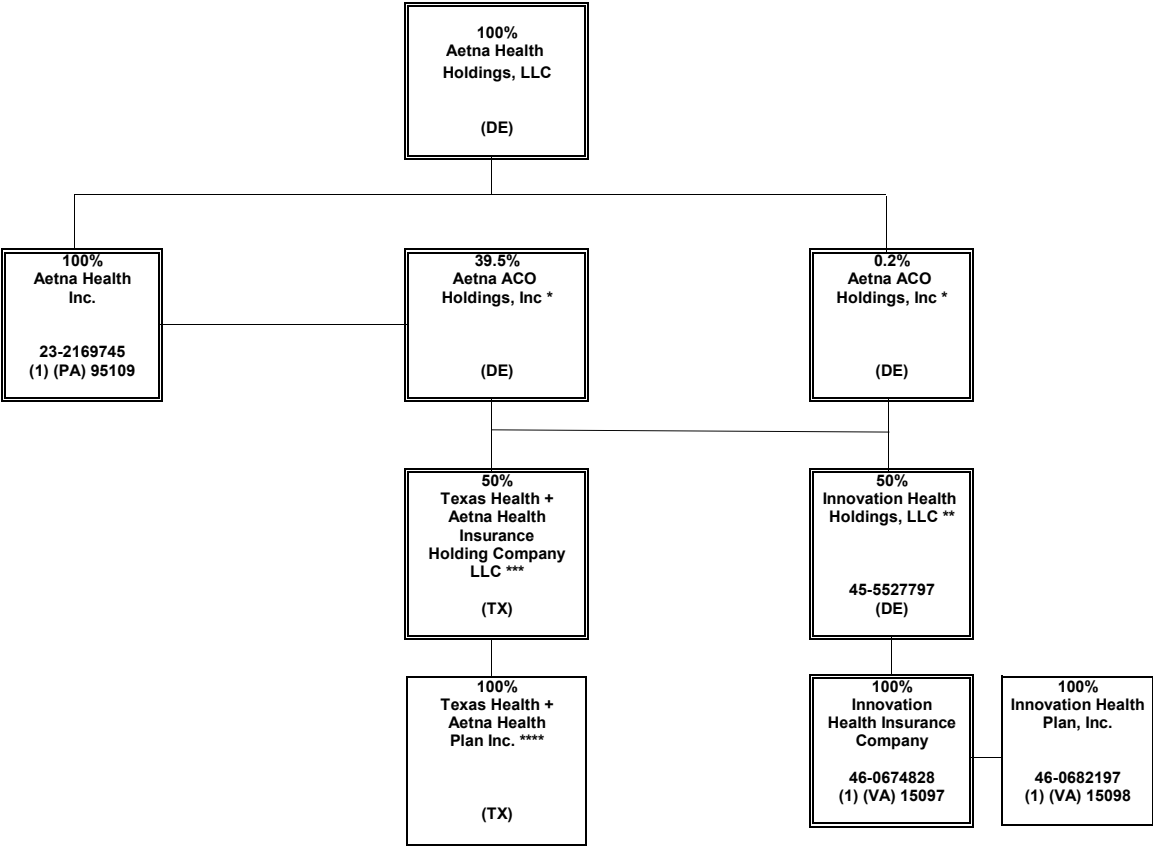 100%
Aetna Health
Holdings, LLC
(DE)
100%
Aetna Health
Inc.
23-2169745
(1) (PA) 95109
39.5%
Aetna ACO
Holdings, Inc *
(DE)
0.2%
Aetna ACO
Holdings, Inc *
(DE)
50%
Texas Health +
Aetna Health
Insurance
Holding Company
LLC ***
(TX)
50%
Innovation Health
Holdings, LLC **
45-5527797
(DE)
100%
Texas Health +
Aetna Health
Plan Inc. ****
(TX)
100%
Innovation
Health Insurance
Company
46-0674828
(1) (VA) 15097
100%
Innovation Health
Plan, Inc.
46-0682197
(1) (VA) 15098